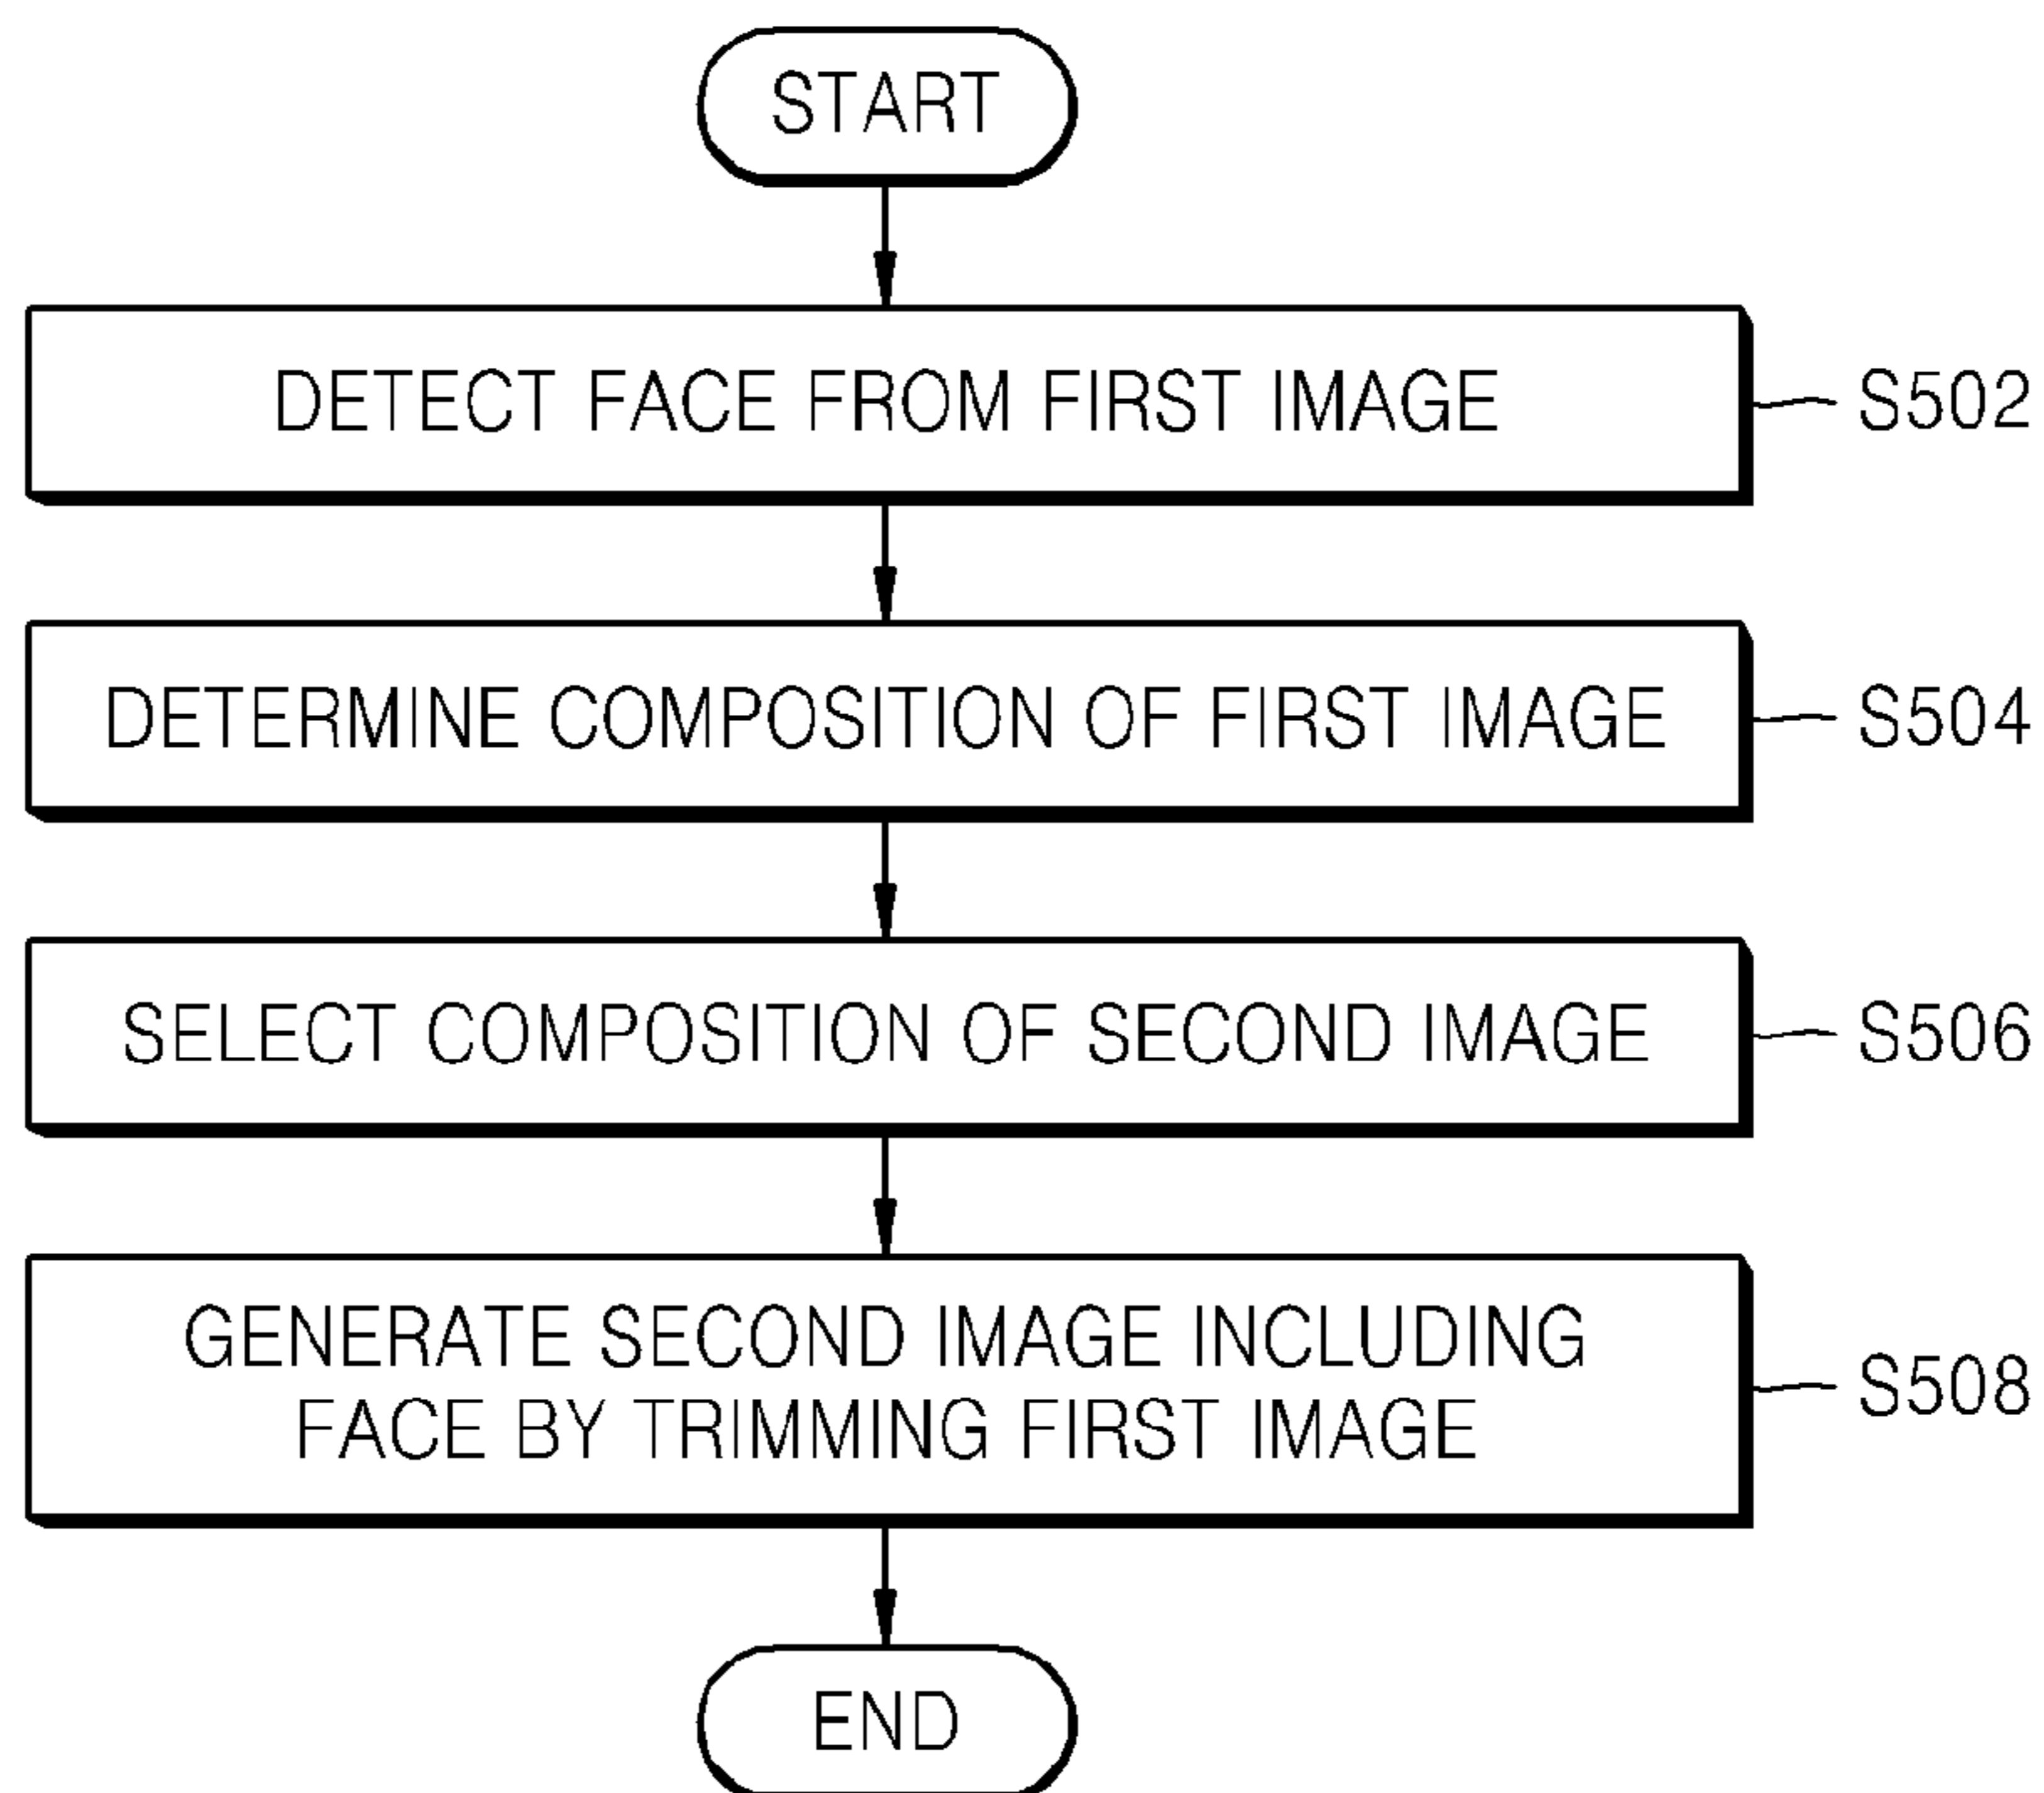 START
DETECT FACE FROM FIRST IMAGE
S502
DETERMINE COMPOSITION OF FIRST IMAGE
S504
SELECT COMPOSITION OF SECOND IMAGE
S506
GENERATE SECOND IMAGE INCLUDING
FACE BY TRIMMING FIRST IMAGE
S508
END